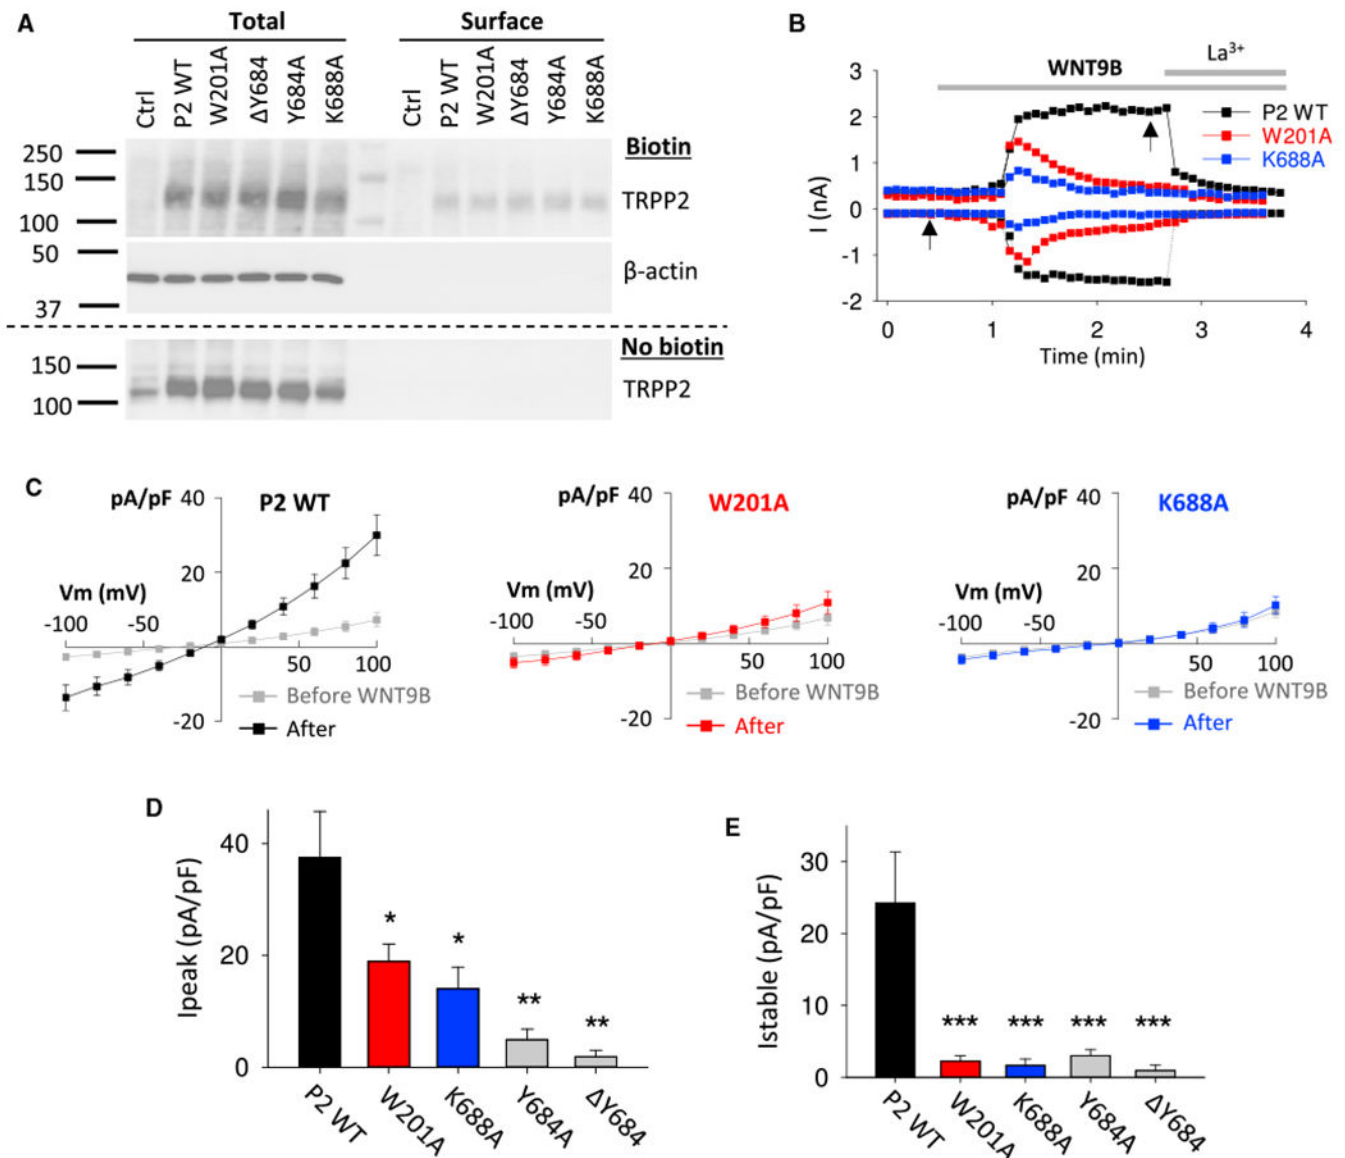 A
Total
Surface
Ctrl
P2 WT
W201A
ΔY684
Y684A
K688A
Ctrl
P2 WT
W201A
ΔY684
Y684A
K688A
250
150
100
Biotin
TRPP2
50
37
β-actin
No biotin
150
100
TRPP2
B
WNT9B
La3+
3
2
1
0
-1
-2
I (nA)
P2 WT
W201A
K688A
0 1 2 3 4
Time (min)
C
pA/pF
40
P2 WT
20
Vm (mV)
-100 -50
50 100
-20
Before WNT9B
After
pA/pF
40
W201A
20
Vm (mV)
-100 -50
50 100
-20
Before WNT9B
After
pA/pF
40
K688A
20
Vm (mV)
-100 -50
50 100
-20
Before WNT9B
After
D
Ipeak (pA/pF)
40
20
0
*
*
**
**
P2 WT
W201A
K688A
Y684A
ΔY684
E
Istable (pA/pF)
30
20
10
0
***
***
***
***
P2 WT
W201A
K688A
Y684A
ΔY684